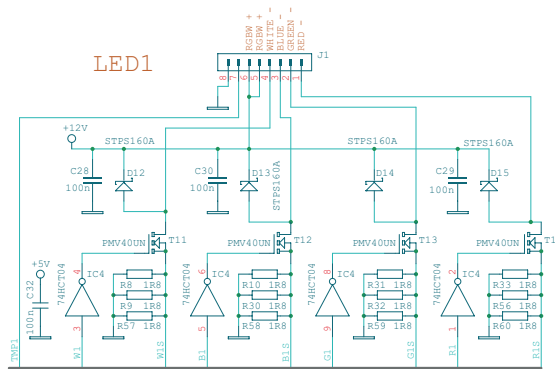 LED1
RGBW +
RGBW +
WHITE -
BLUE -
GREEN -
RED -
J1
8
7
6
5
4
3
2
1
+12V
STPS160A
STPS160A
STPS160A
STPS160A
C28
100n
D12
C30
100n
D13
D14
C29
100n
D15
PMV40UN
T11
PMV40UN
T12
PMV40UN
T13
PMV40UN
T1
+5V
C32
100n
74HCT04
4
IC4
3
R8 1R8
R9 1R8
R57 1R8
74HCT04
6
IC4
5
R10 1R8
R30 1R8
R58 1R8
74HCT04
8
IC4
9
R31 1R8
R32 1R8
R59 1R8
74HCT04
2
IC4
1
R33 1R8
R56 1R8
R60 1R8
TMP1
W1
W1S
B1
B1S
G1
G1S
R1
R1S